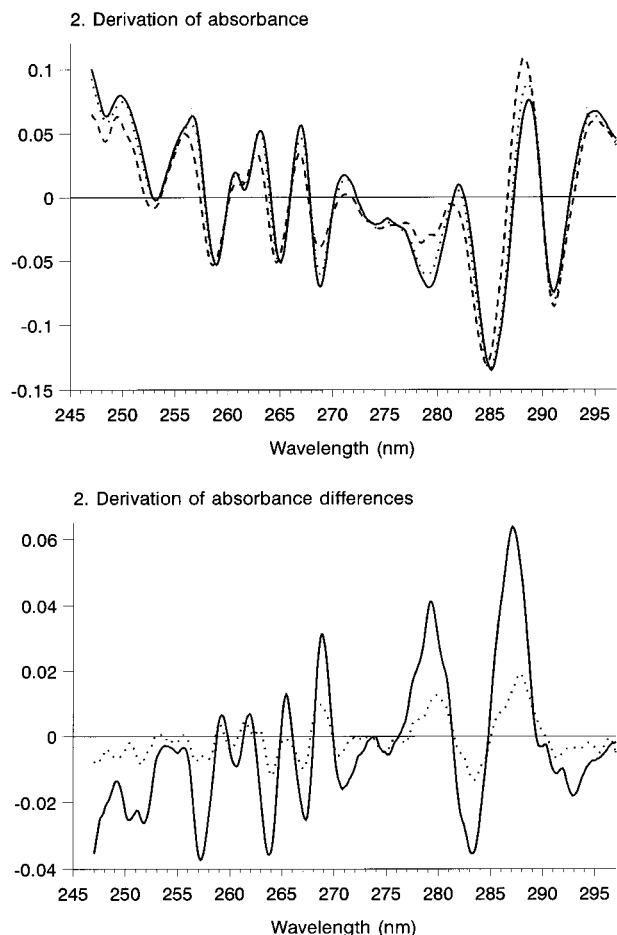 2. Derivation of absorbance
0.1
0.05
0
-0.05
-0.1
-0.15
245 250 255 260 265 270 275 280 285 290 295
Wavelength (nm)
2. Derivation of absorbance differences
0.06
0.04
0.02
0
-0.02
-0.04
245 250 255 260 265 270 275 280 285 290 295
Wavelength (nm)